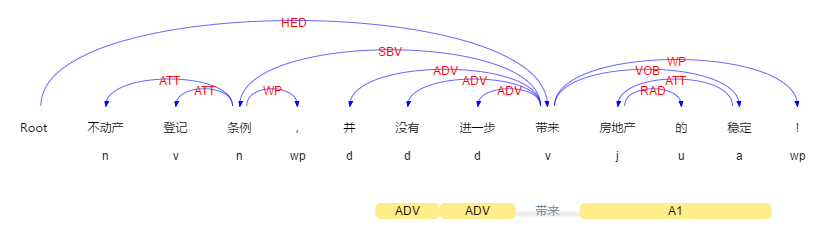 HED
SBV
WP
ADV VOB
ATT ADV ATT
ATT WP ADV RAD
Root 不动产 登记 条例 , 并 没有 进一步 带来 房地产 的 稳定 !
n v n wp d d d v j u a wp
ADV ADV 带来 A1